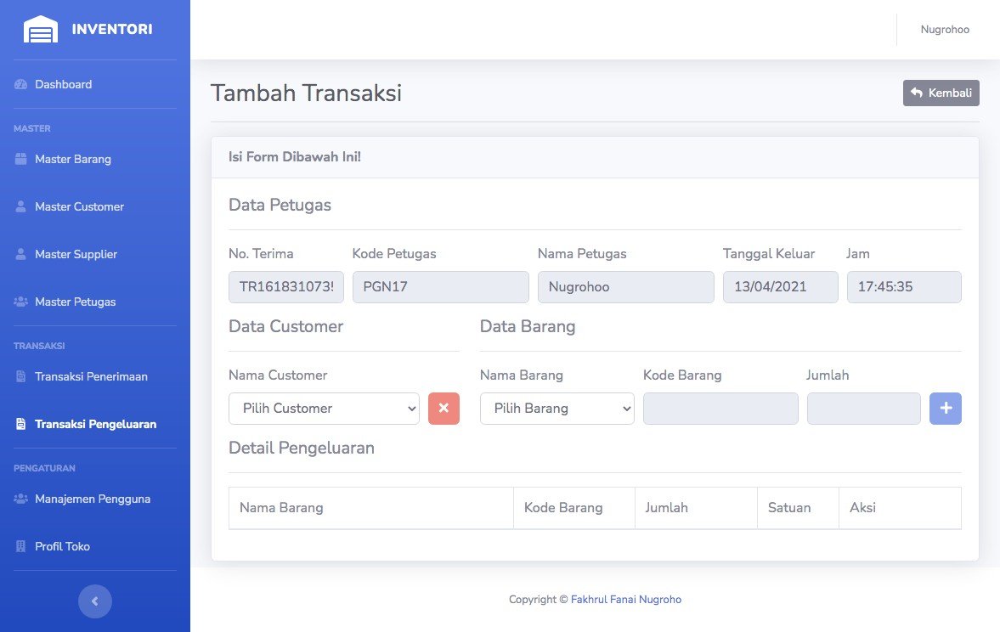 INVENTORI
Nugrohoo
Dashboard
MASTER
Master Barang
Master Customer
Master Supplier
Master Petugas
TRANSAKSI
Transaksi Penerimaan
Transaksi Pengeluaran
PENGATURAN
Manajemen Pengguna
Profil Toko
Tambah Transaksi
Kembali
Isi Form Dibawah Ini!
Data Petugas
No. Terima Kode Petugas Nama Petugas Tanggal Keluar Jam
TR161831073 PGN17 Nugrohoo 13/04/2021 17:45:35
Data Customer Data Barang
Nama Customer Nama Barang Kode Barang Jumlah
Pilih Customer Pilih Barang
Detail Pengeluaran
Nama Barang Kode Barang Jumlah Satuan Aksi
Copyright © Fakhrul Fanai Nugroho